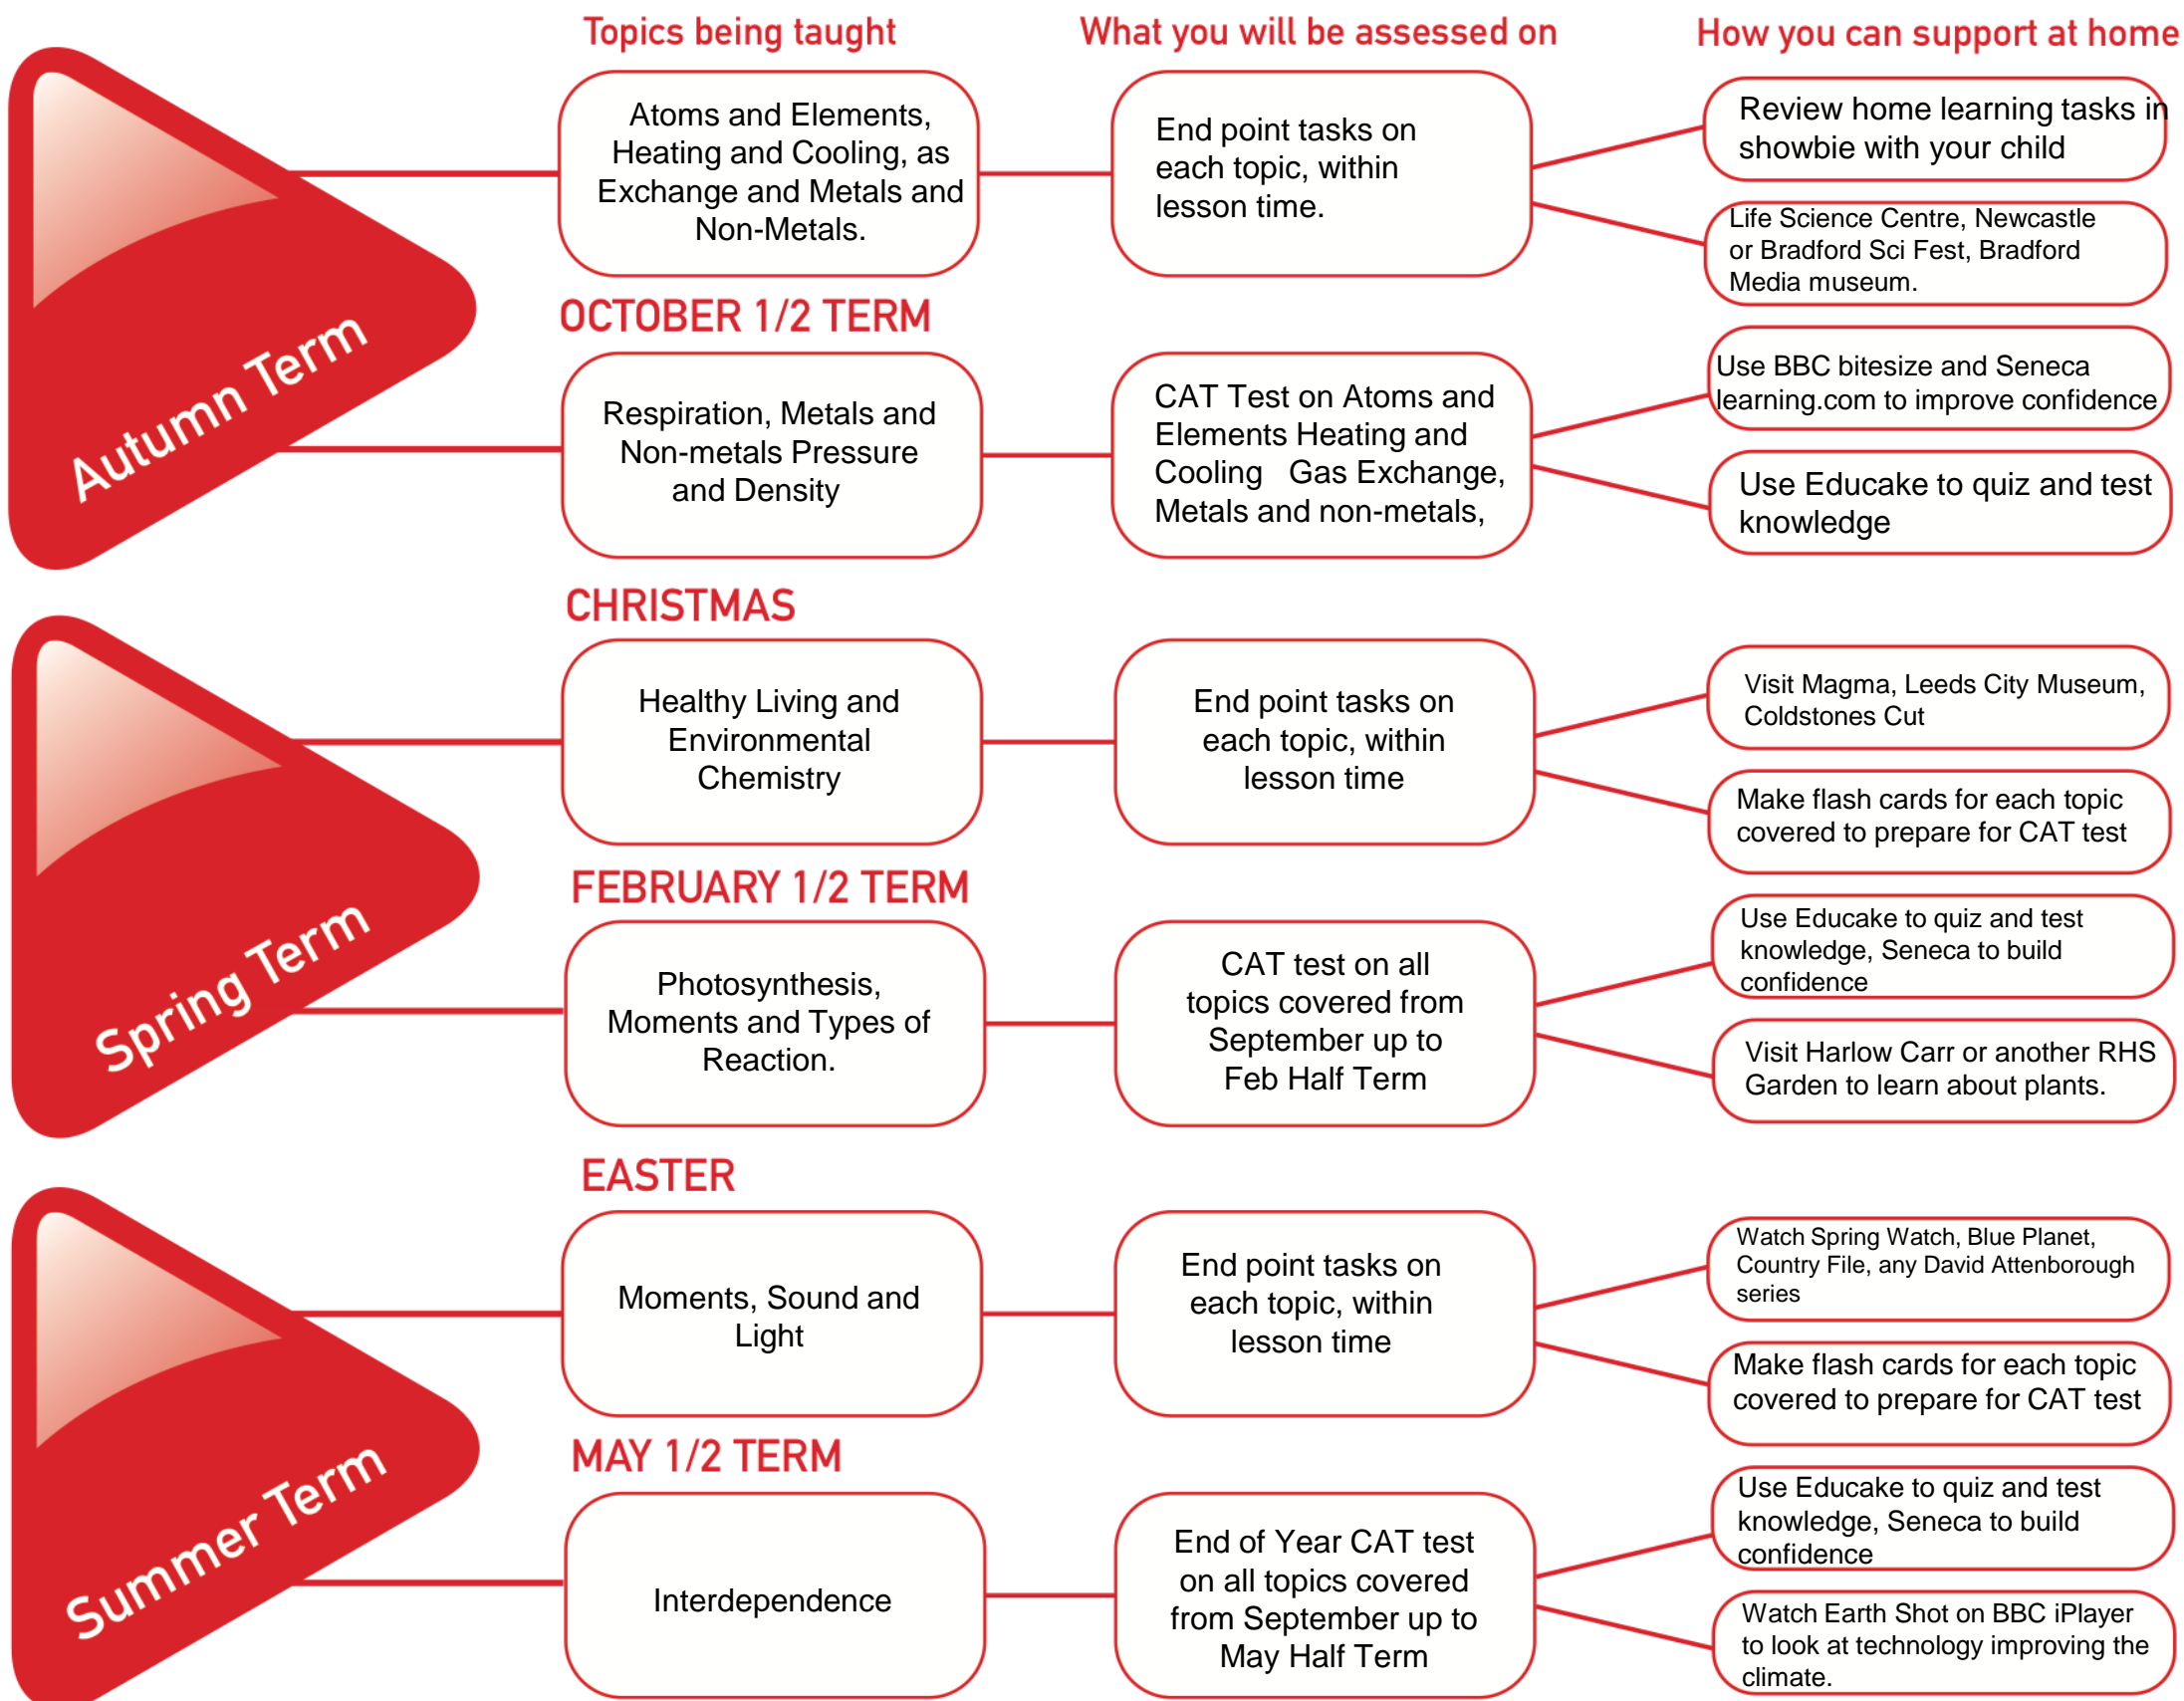 Topics being taught
What you will be assessed on
How you can support at home
Autumn Term
Atoms and Elements,
Heating and Cooling, as
Exchange and Metals and
Non-Metals.
End point tasks on
each topic, within
lesson time.
Review home learning tasks in
showbie with your child
Life Science Centre, Newcastle
or Bradford Sci Fest, Bradford
Media museum.
OCTOBER 1/2 TERM
Respiration, Metals and
Non-metals Pressure
and Density
CAT Test on Atoms and
Elements Heating and
Cooling Gas Exchange,
Metals and non-metals,
Use BBC bitesize and Seneca
learning.com to improve confidence
Use Educake to quiz and test
knowledge
CHRISTMAS
Spring Term
Healthy Living and
Environmental
Chemistry
End point tasks on
each topic, within
lesson time
Visit Magma, Leeds City Museum,
Coldstones Cut
Make flash cards for each topic
covered to prepare for CAT test
FEBRUARY 1/2 TERM
Photosynthesis,
Moments and Types of
Reaction.
CAT test on all
topics covered from
September up to
Feb Half Term
Use Educake to quiz and test
knowledge, Seneca to build
confidence
Visit Harlow Carr or another RHS
Garden to learn about plants.
EASTER
Summer Term
Moments, Sound and
Light
End point tasks on
each topic, within
lesson time
Watch Spring Watch, Blue Planet,
Country File, any David Attenborough
series
Make flash cards for each topic
covered to prepare for CAT test
MAY 1/2 TERM
Interdependence
End of Year CAT test
on all topics covered
from September up to
May Half Term
Use Educake to quiz and test
knowledge, Seneca to build
confidence
Watch Earth Shot on BBC iPlayer
to look at technology improving the
climate.